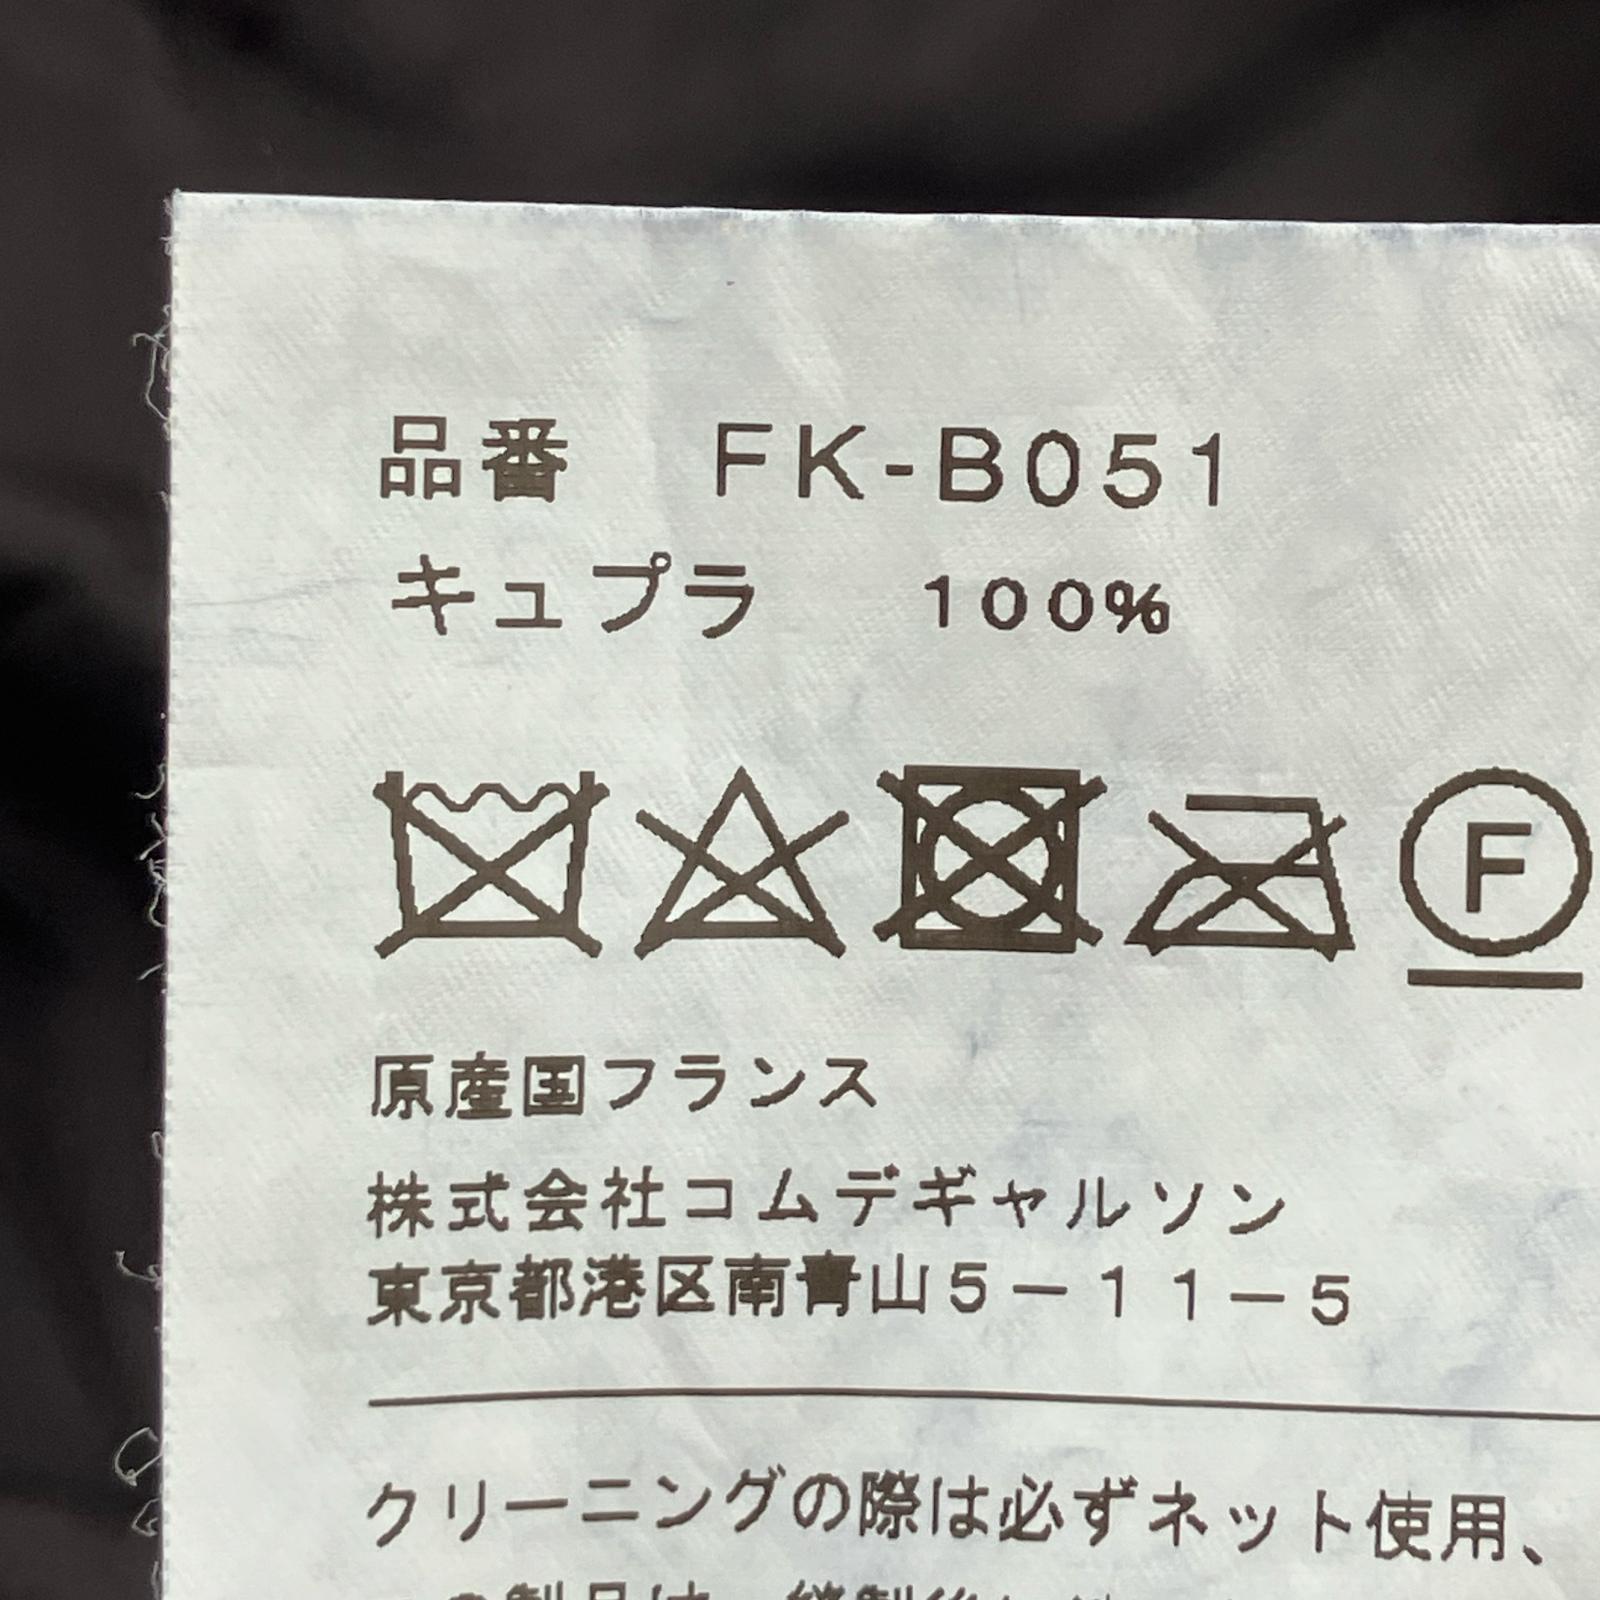 品番 FK-B051
キュプラ 100%
F
原産国フランス
株式会社コムデギャルソン
東京都港区南青山5-11-5
クリーニングの際は必ずネット使用、